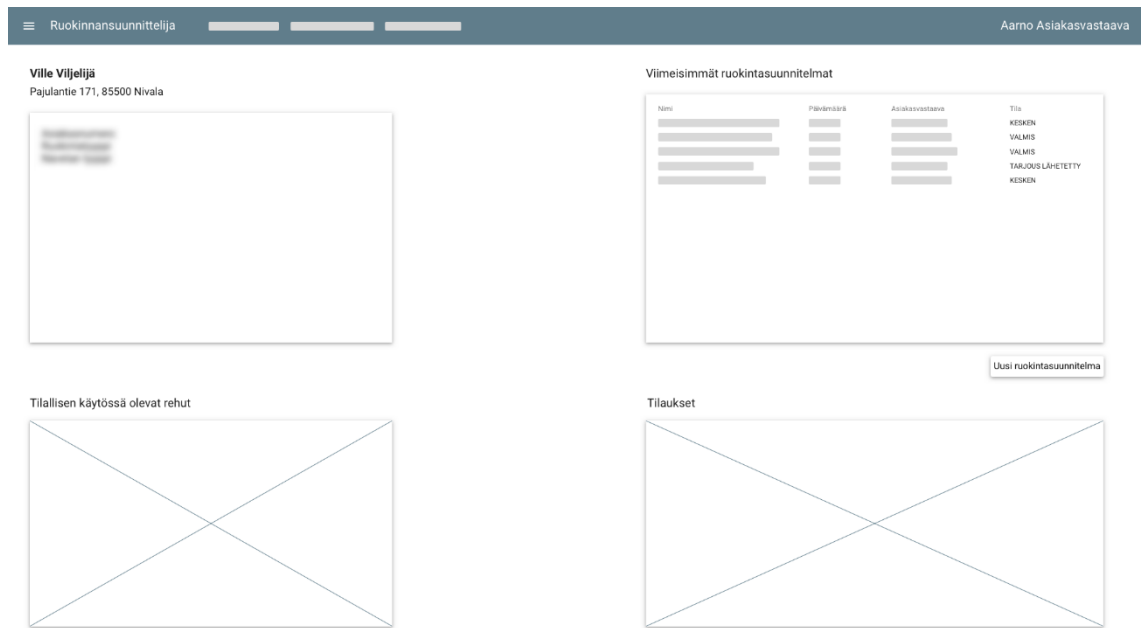 Ruokinnansuunnittelija
Aarno Asiakasvastaava
Ville Viljelijä
Pajulantie 171, 85500 Nivala
Viimeisimmät ruokintasuunnitelmat
Nimi Päivämäärä Asiakasvastaava Tila
KESKEN
VALMIS
VALMIS
TARJOUS LÄHETETTY
KESKEN
Uusi ruokintasuunnitelma
Tilallisen käytössä olevat rehut
Tilaukset